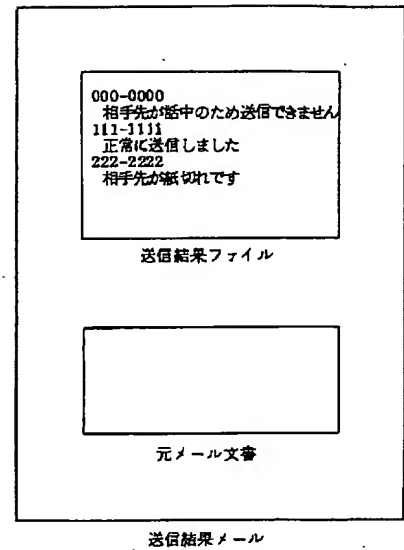 000-0000
相手先が話中のため送信できません
111-1111
正常に送信しました
222-2222
相手先が紙切れです
送信結果ファイル
元メール文書
送信結果メール